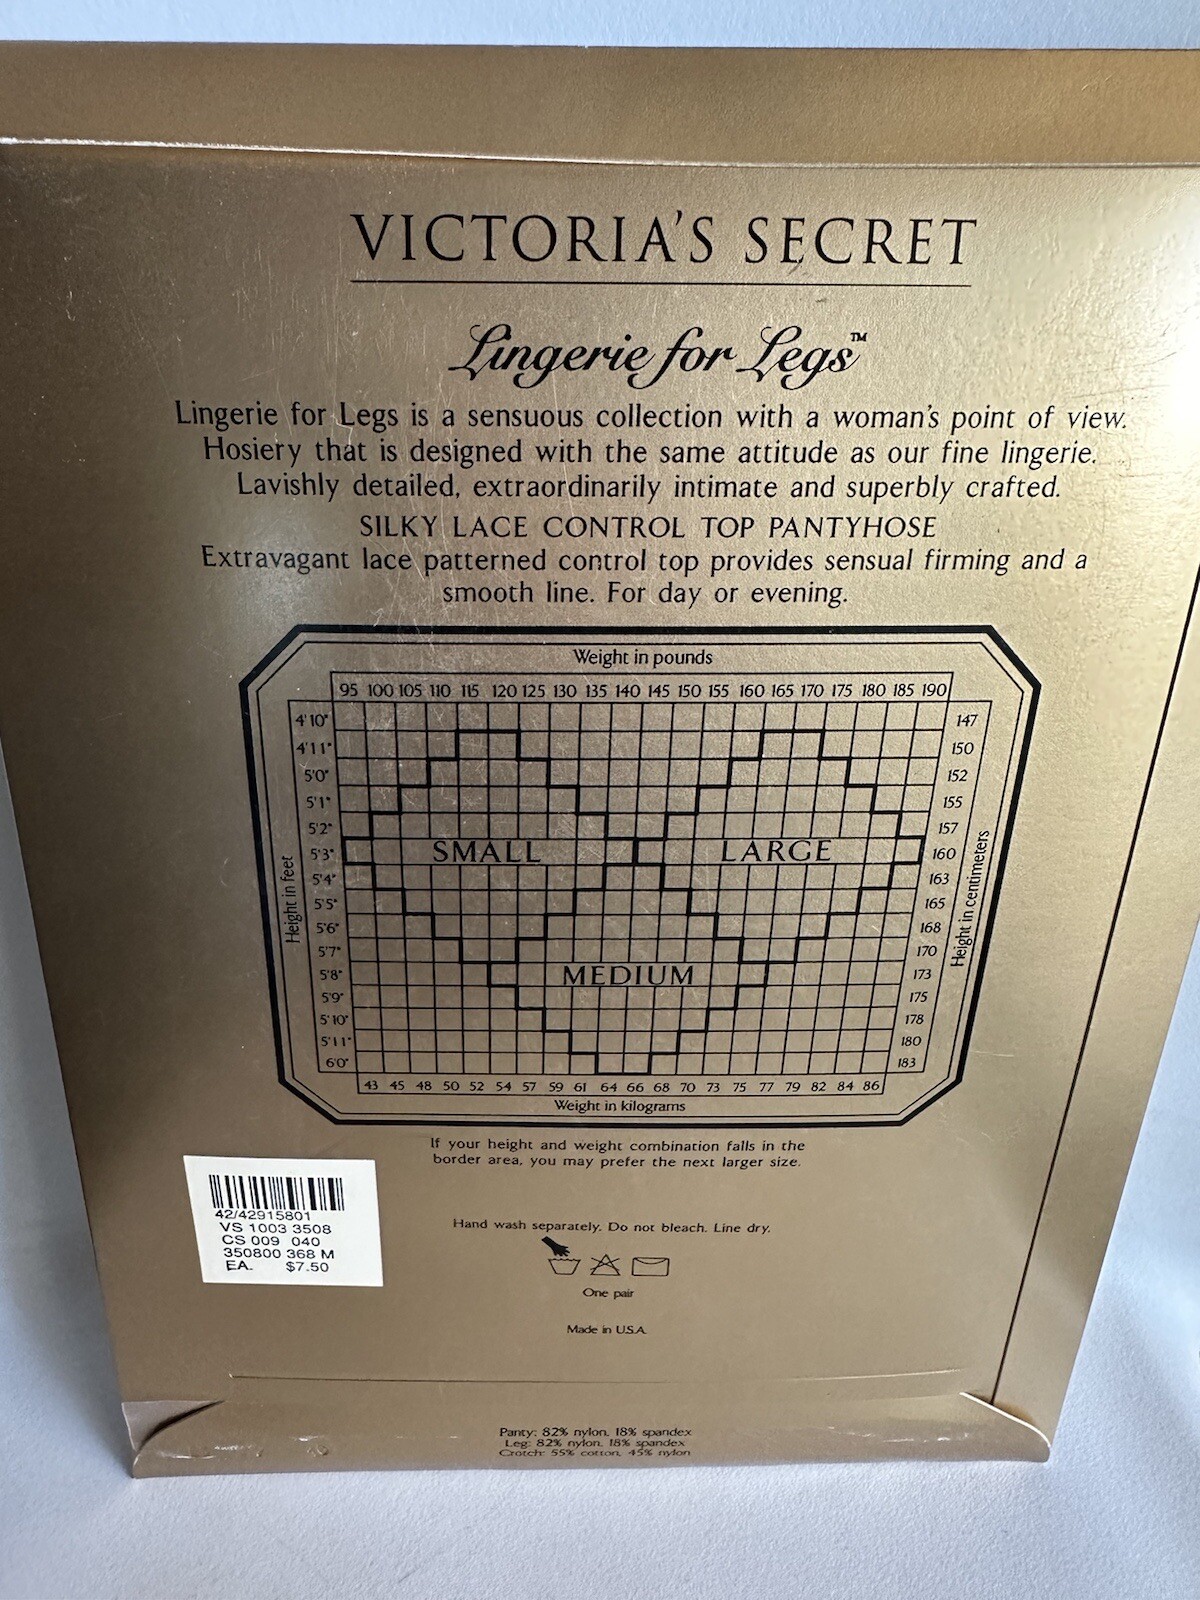 VICTORIA'S SECRET
Lingerie for Legs™
Lingerie for Legs is a sensuous collection with a woman's point of view.
Hosiery that is designed with the same attitude as our fine lingerie.
Lavishly detailed, extraordinarily intimate and superbly crafted.
SILKY LACE CONTROL TOP PANTYHOSE
Extravagant lace patterned control top provides sensual firming and a
smooth line. For day or evening.
Weight in pounds
95 100 105 110 115 120 125 130 135 140 145 150 155 160 165 170 175 180 185 190
4'10" 147
4'11" 150
5'0" 152
5'1" 155
5'2" 157
5'3" SMALL LARGE 160
5'4" 163
5'5" 165
5'6" 168
5'7" 170
5'8" MEDIUM 173
5'9" 175
5'10" 178
5'11" 180
6'0" 183
Height in feet
Height in centimeters
43 45 48 50 52 54 57 59 61 64 66 68 70 73 75 77 79 82 84 86
Weight in kilograms
If your height and weight combination falls in the
border area, you may prefer the next larger size.
42/42915801
VS 1003 3508
CS 009 040
350800 368 M
EA. $7.50
Hand wash separately. Do not bleach. Line dry.
One pair
Made in U.S.A.
Panty: 82% nylon, 18% spandex
Leg: 82% nylon, 18% spandex
Crotch: 55% cotton, 45% nylon